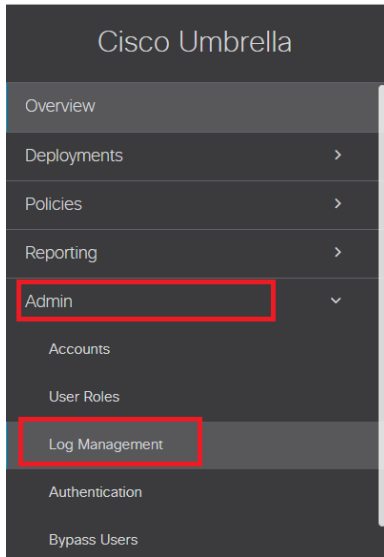 Cisco Umbrella
Overview
Deployments
Policies
Reporting
Admin
Accounts
User Roles
Log Management
Authentication
Bypass Users